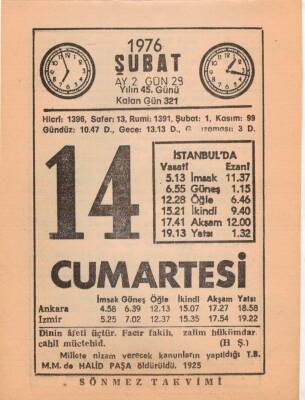 1976
ŞUBAT
AY 2 GÜN 29
Yılın 45. Günü
Kalan Gün 321
Hicri: 1396, Safer: 13, Rumi: 1391, Şubat: 1, Kasım: 99
Gündüz: 10.47 D., Gece: 13.13 D., uzaması: 3 D.
14
İSTANBUL'DA
Vasatî Ezanî
5.13 İmsak 11.37
6.55 Güneş 1.15
12.28 Öğle 6.46
15.21 İkindi 9.40
17.41 Akşam 12.00
19.13 Yatsı 1.32
CUMARTESİ
İmsak Güneş Öğle İkindi Akşam Yatsı
Ankara 4.58 6.39 12.13 15.07 17.27 18.58
İzmir 5.25 7.02 12.37 15.35 17.54 19.22
Dinin âfeti üçtür. Facir fakih, zalim hükümdar,
cahil müctehid. (H Ş.)
Millete nizam verecek kanunların yapıldığı T.B.
M.M. de HALİD PAŞA öldürüldü. 1925
SÖNMEZ TAKVİMİ